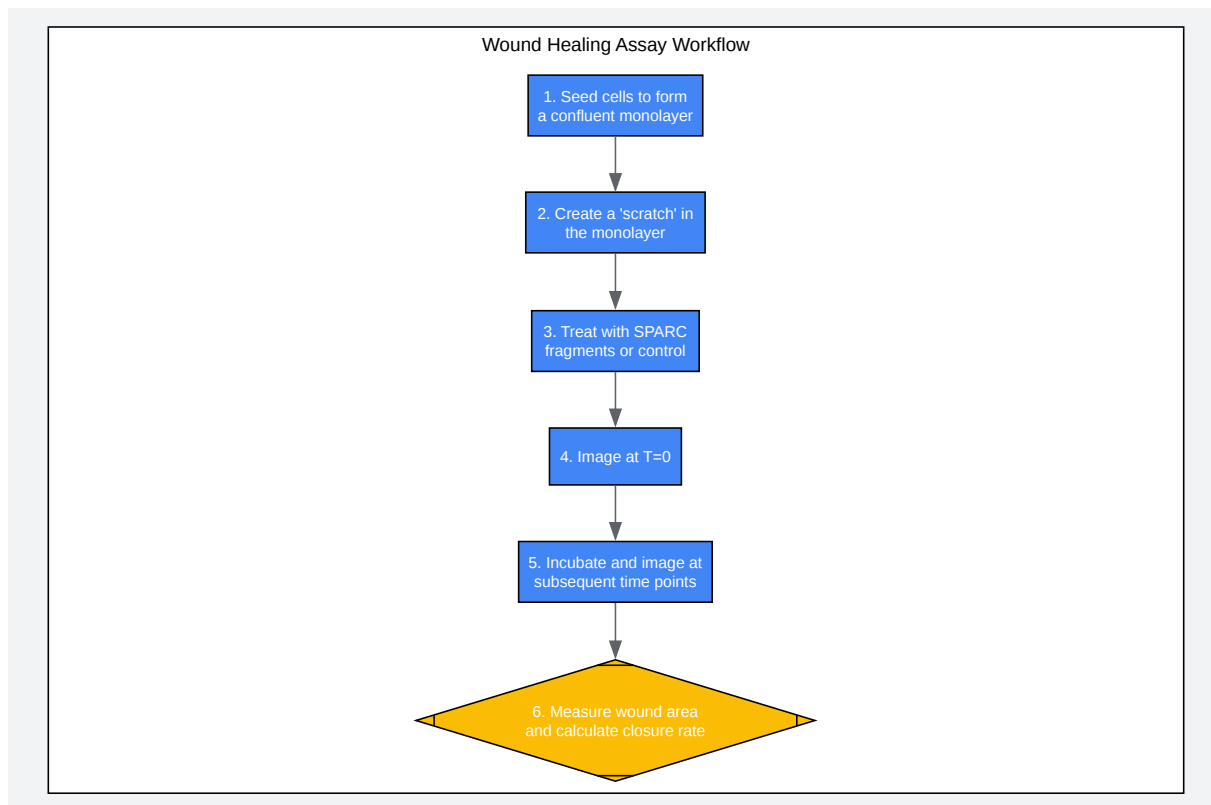 Wound Healing Assay Workflow
1. Seed cells to form
a confluent monolayer
2. Create a 'scratch' in
the monolayer
3. Treat with SPARC
fragments or control
4. Image at T=0
5. Incubate and image at
subsequent time points
6. Measure wound area
and calculate closure rate